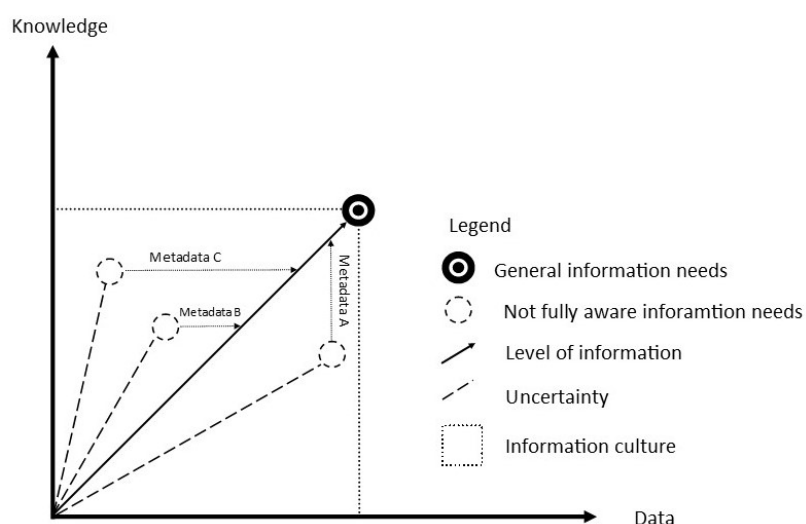 Knowledge
Metadata C
Metadata B
Metadata A
Data
Legend
General information needs
Not fully aware inforamtion needs
Level of information
Uncertainty
Information culture